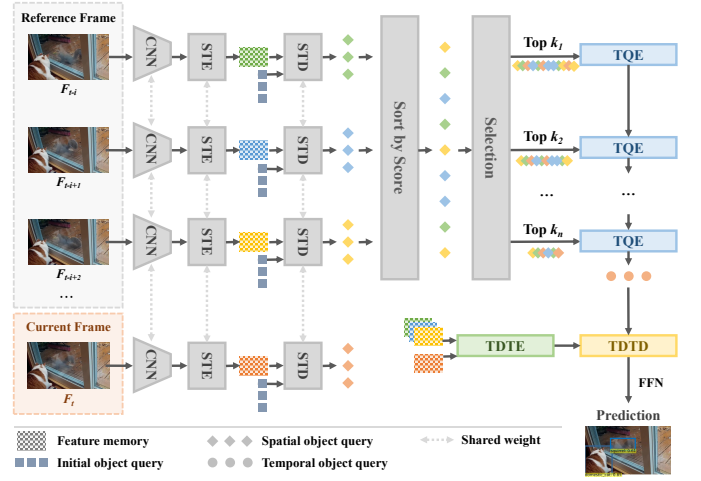 Reference Frame
CNN
STE
STD
F_{t-i}
CNN
STE
STD
F_{t-i+1}
CNN
STE
STD
F_{t-i+2}
...
Current Frame
CNN
STE
STD
F_t
Sort by Score
Selection
Top k_1
TQE
Top k_2
TQE
...
...
Top k_n
TQE
TDTE
TDTD
FFN
Prediction
Feature memory
Spatial object query
Shared weight
Initial object query
Temporal object query